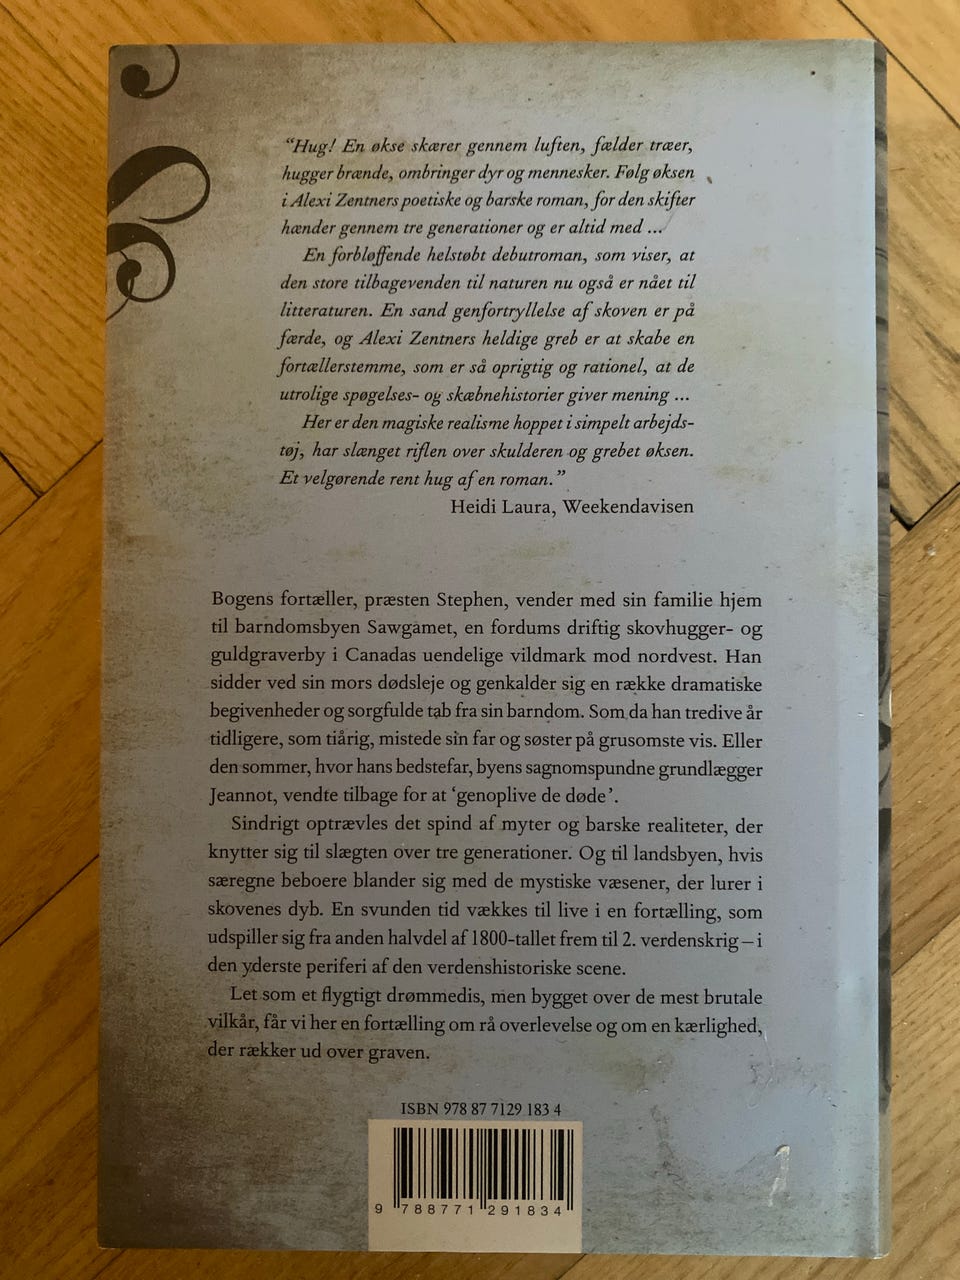 “Hug! En økse skærer gennem luften, fælder træer,
hugger brænde, ombringer dyr og mennesker. Følg øksen
i Alexi Zentners poetiske og barske roman, for den skifter
hænder gennem tre generationer og er altid med ...
En forbløffende helstøbt debutroman, som viser, at
den store tilbagevenden til naturen nu også er nået til
litteraturen. En sand genfortryllelse af skoven er på
færde, og Alexi Zentners heldige greb er at skabe en
fortællerstemme, som er så oprigtig og rationel, at de
utrolige spøgelses- og skæbnehistorier giver mening ...
Her er den magiske realisme hoppet i simpelt arbejds-
tøj, har slænget riflen over skulderen og grebet øksen.
Et velgørende rent hug af en roman.”
Heidi Laura, Weekendavisen
Bogens fortæller, præsten Stephen, vender med sin familie hjem
til barndomsbyen Sawgamet, en fordums driftig skovhugger- og
guldgraverby i Canadas uendelige vildmark mod nordvest. Han
sidder ved sin mors dødsleje og genkalder sig en række dramatiske
begivenheder og sorgfulde tab fra sin barndom. Som da han tredive år
tidligere, som tiårig, mistede sin far og søster på grusomste vis. Eller
den sommer, hvor hans bedstefar, byens sagnomspundne grundlægger
Jeannot, vendte tilbage for at ‘genoplive de døde’.
Sindrigt optrævles det spind af myter og barske realiteter, der
knytter sig til slægten over tre generationer. Og til landsbyen, hvis
særegne beboere blander sig med de mystiske væsener, der lurer i
skovenes dyb. En svunden tid vækkes til live i en fortælling, som
udspiller sig fra anden halvdel af 1800-tallet frem til 2. verdenskrig – i
den yderste periferi af den verdenshistoriske scene.
Let som et flygtigt drømmedis, men bygget over de mest brutale
vilkår, får vi her en fortælling om rå overlevelse og om en kærlighed,
der rækker ud over graven.
ISBN 978 87 7129 183 4
9 788771 291834